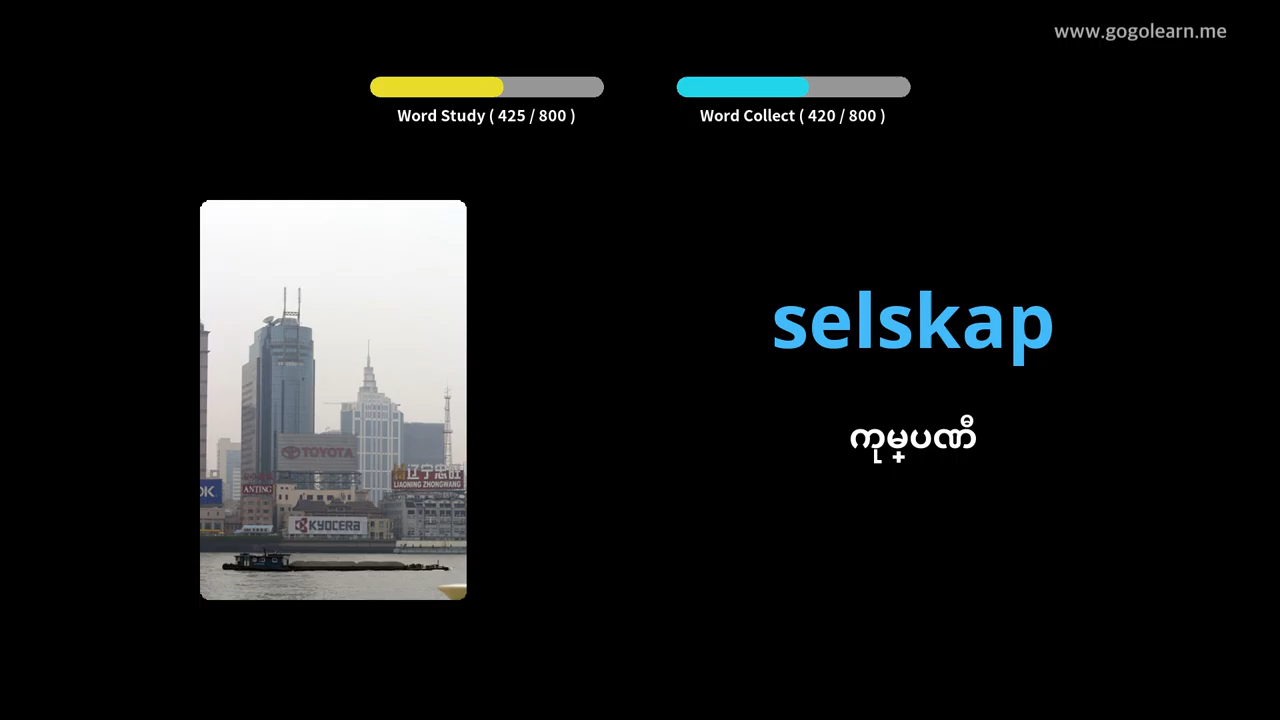 www.gogolearn.me
Word Study ( 425 / 800 )
Word Collect ( 420 / 800 )
selskap
ကုမ္ပဏီ
TOYOTA
辽宁忠旺
LIAONING ZHONGWANG
OK
ANTING
KYOCERA